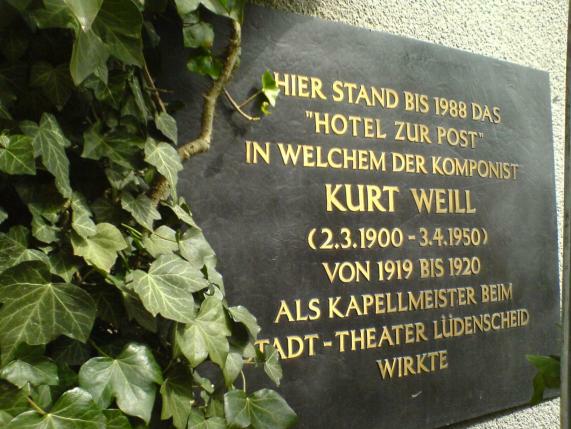 HIER STAND BIS 1988 DAS
"HOTEL ZUR POST"
IN WELCHEM DER KOMPONIST
KURT WEILL
(2.3.1900 - 3.4.1950)
VON 1919 BIS 1920
ALS KAPELLMEISTER BEIM
STADT-THEATER LÜDENSCHEID
WIRKTE